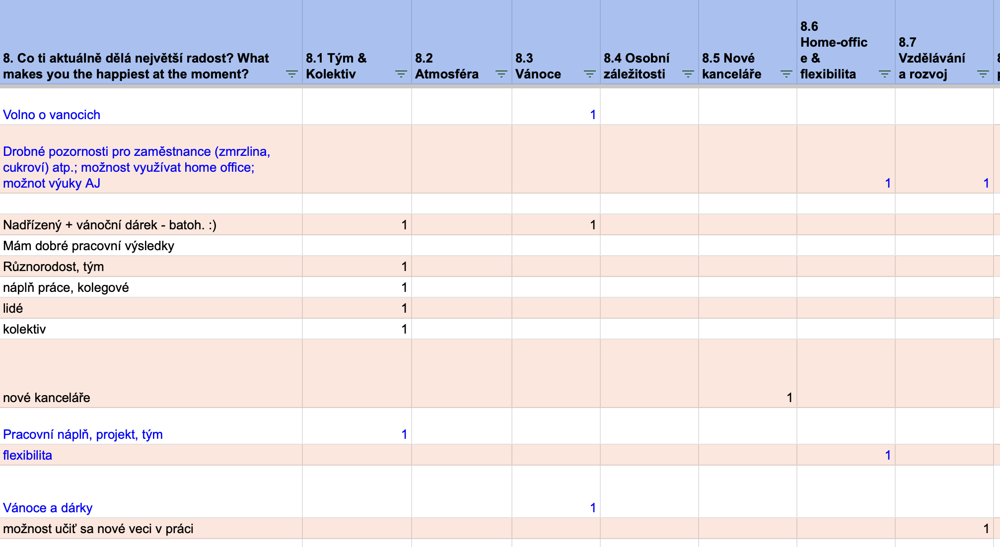 8. Co ti aktuálně dělá největší radost? What
makes you the happiest at the moment?
8.1 Tým &
Kolektiv
8.2
Atmosféra
8.3
Vánoce
8.4 Osobní
záležitosti
8.5 Nové
kanceláře
8.6
Home-offic
e &
flexibilita
8.7
Vzdělávání
a rozvoj
Volno o vanocich 1
Drobné pozornosti pro zaměstnance (zmrzlina,
cukroví) atp.; možnost využívat home office;
možnot výuky AJ 1 1
Nadřízený + vánoční dárek - batoh. :) 1 1
Mám dobré pracovní výsledky
Různorodost, tým 1
náplň práce, kolegové 1
lidé 1
kolektiv 1
nové kanceláře 1
Pracovní náplň, projekt, tým 1
flexibilita 1
Vánoce a dárky 1
možnost učiť sa nové veci v práci 1